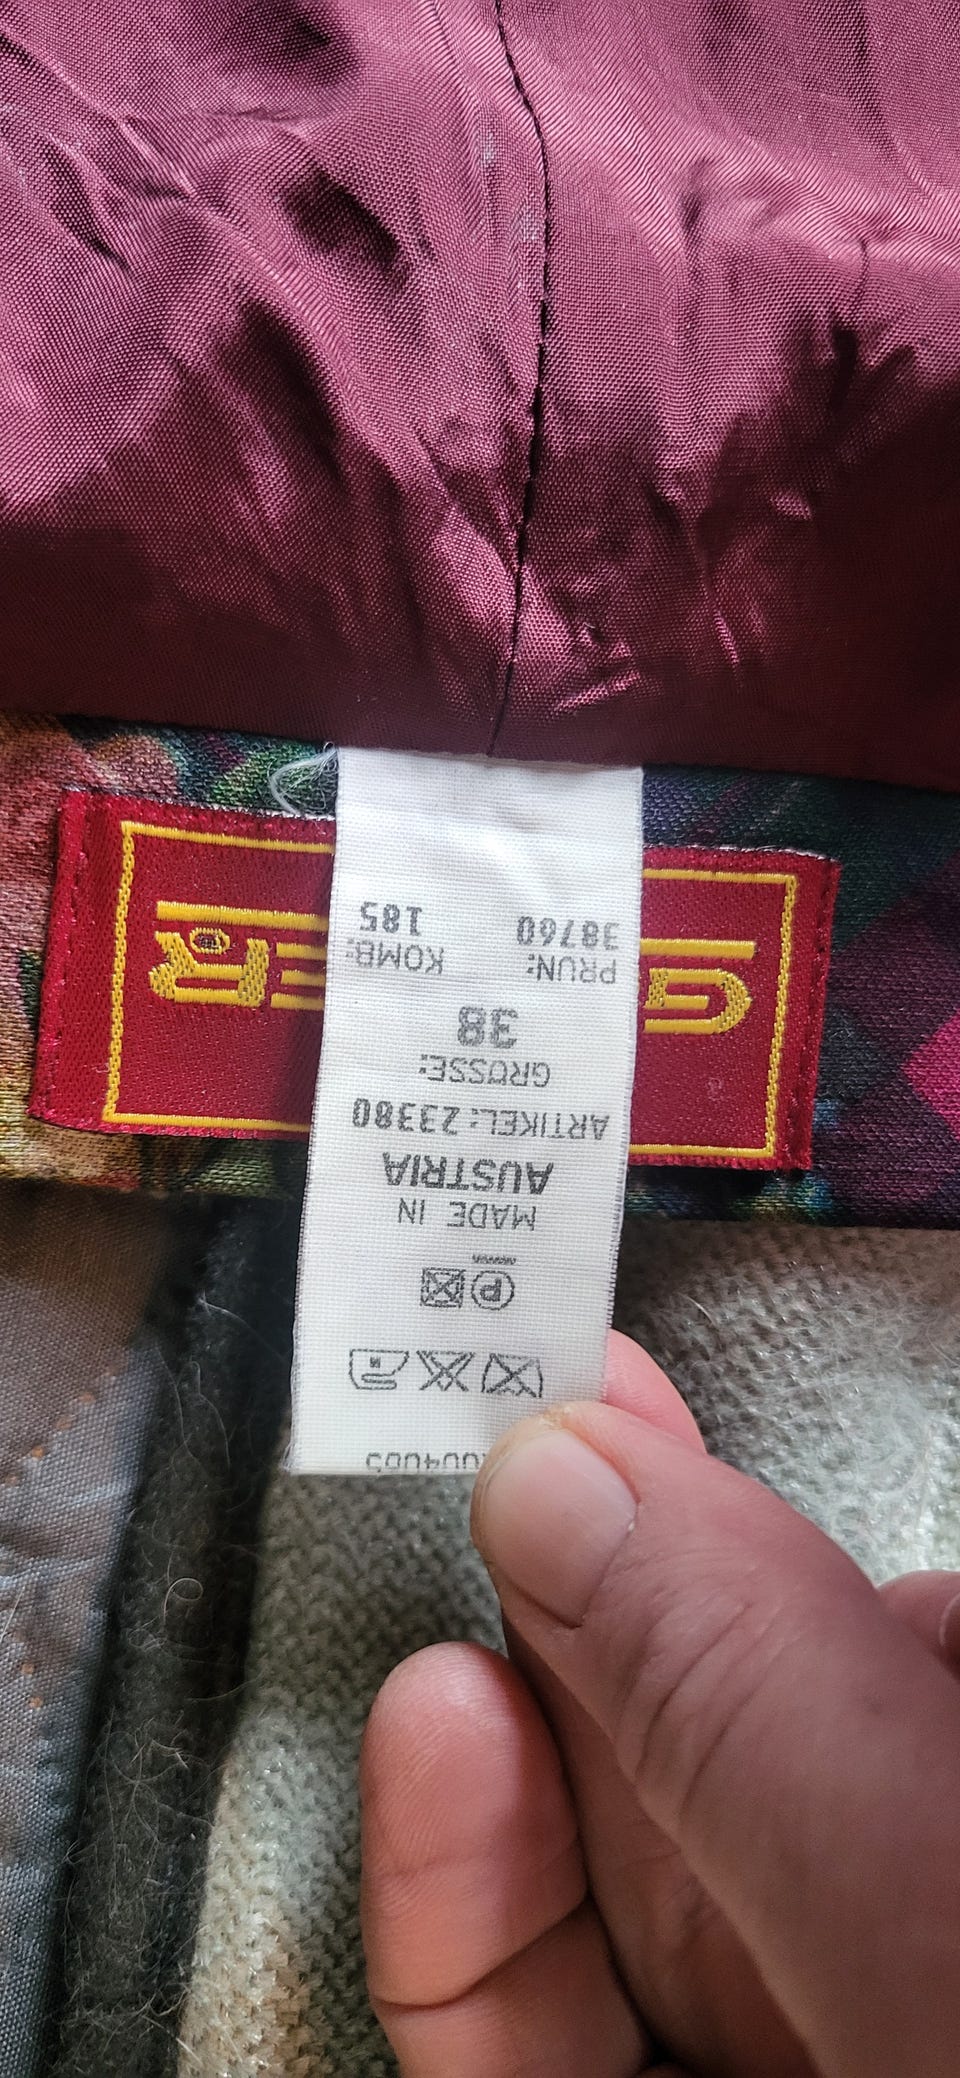 P
MADE IN
AUSTRIA
ARTIKEL: 23380
GRÖSSE:
38
PRUN: KOMB:
38760 185